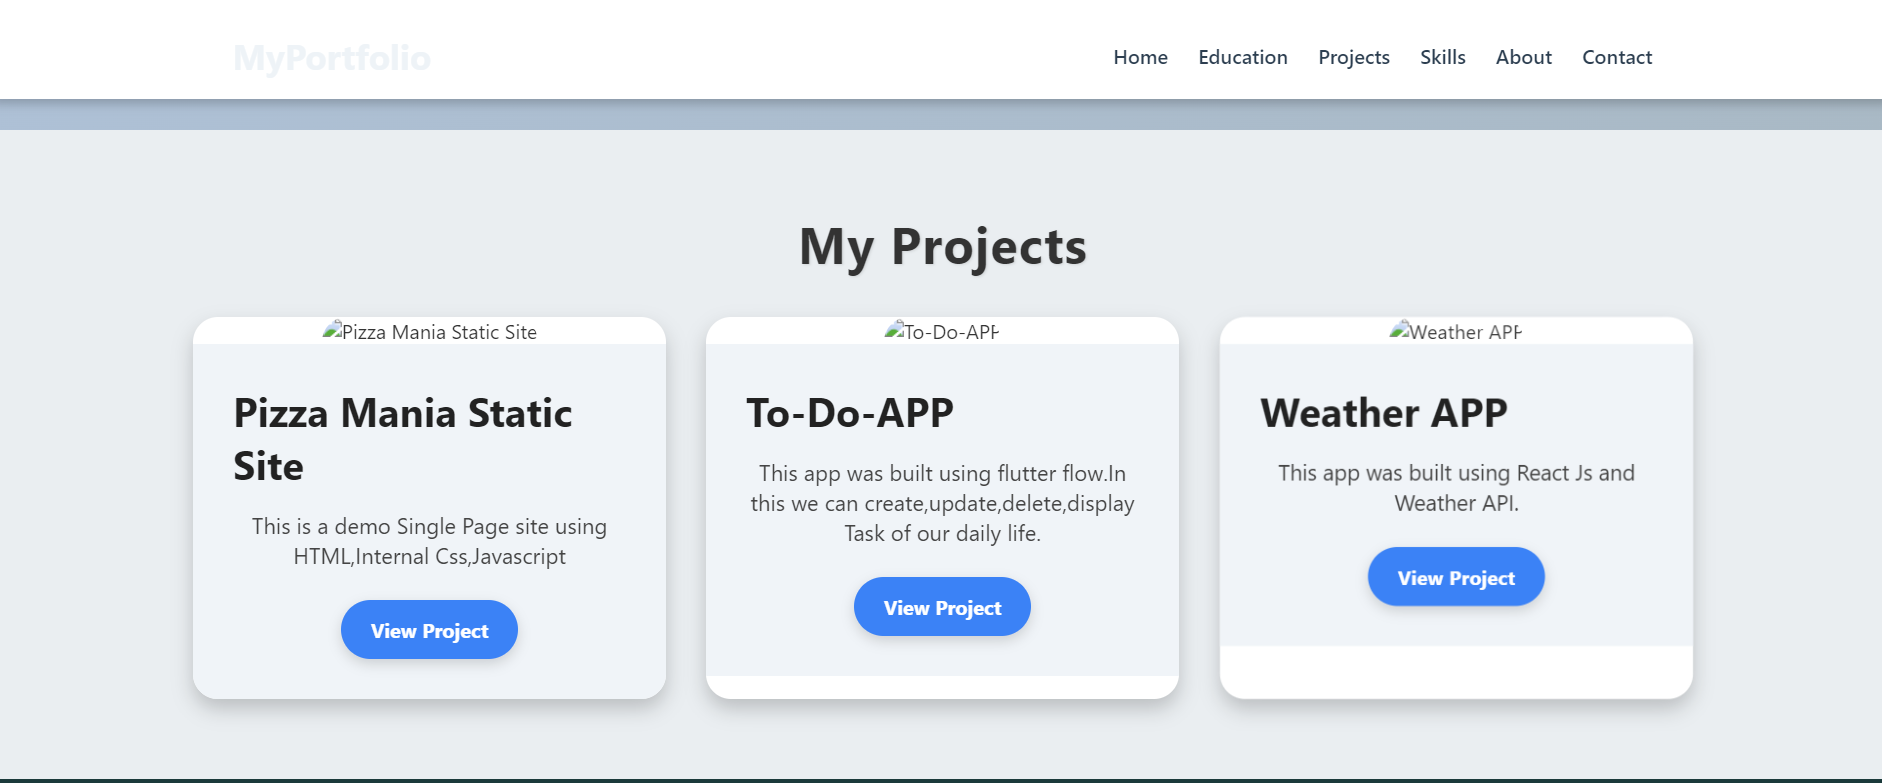 MyPortfolio
Home Education Projects Skills About Contact
My Projects
Pizza Mania Static Site
Pizza Mania Static
Site
This is a demo Single Page site using
HTML,Internal Css,Javascript
View Project
To-Do-APP
To-Do-APP
This app was built using flutter flow.In
this we can create,update,delete,display
Task of our daily life.
View Project
Weather APP
Weather APP
This app was built using React Js and
Weather API.
View Project